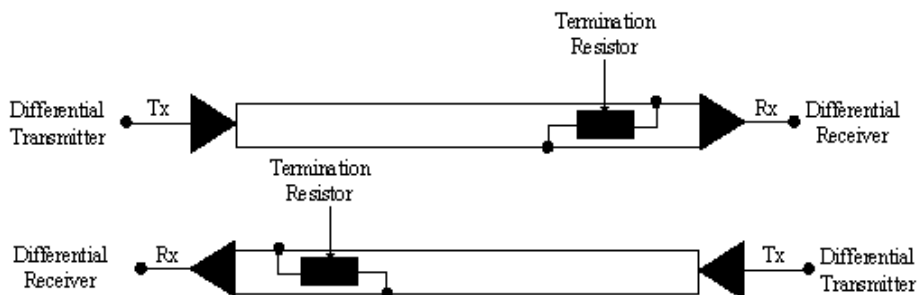 Termination
Resistor
Differential
Transmitter
Tx
Rx
Differential
Receiver
Termination
Resistor
Differential
Receiver
Rx
Tx
Differential
Transmitter